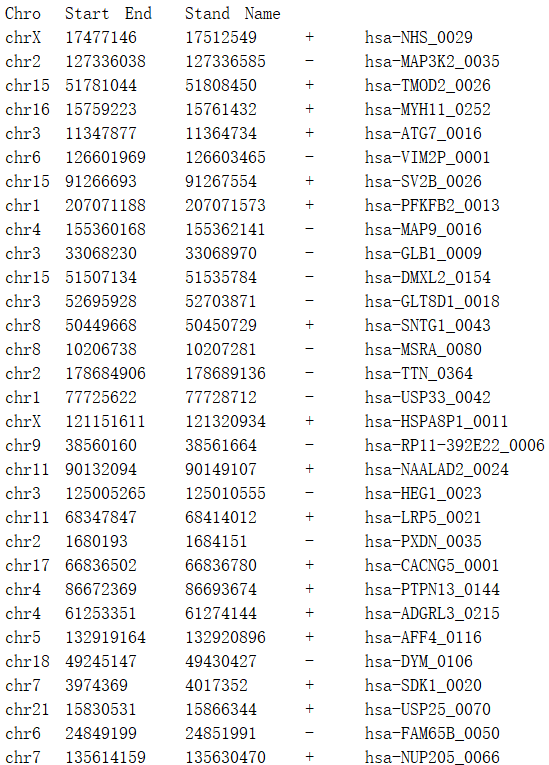 Chro Start End Stand Name
chrX 17477146 17512549 + hsa-NHS_0029
chr2 127336038 127336585 - hsa-MAP3K2_0035
chr15 51781044 51808450 + hsa-TMOD2_0026
chr16 15759223 15761432 + hsa-MYH11_0252
chr3 11347877 11364734 + hsa-ATG7_0016
chr6 126601969 126603465 - hsa-VIM2P_0001
chr15 91266693 91267554 + hsa-SV2B_0026
chr1 207071188 207071573 + hsa-PFKFB2_0013
chr4 155360168 155362141 - hsa-MAP9_0016
chr3 33068230 33068970 - hsa-GLB1_0009
chr15 51507134 51535784 - hsa-DMXL2_0154
chr3 52695928 52703871 - hsa-GLT8D1_0018
chr8 50449668 50450729 + hsa-SNTG1_0043
chr8 10206738 10207281 - hsa-MSRA_0080
chr2 178684906 178689136 - hsa-TTN_0364
chr1 77725622 77728712 - hsa-USP33_0042
chrX 121151611 121320934 + hsa-HSPA8P1_0011
chr9 38560160 38561664 - hsa-RP11-392E22_0006
chr11 90132094 90149107 + hsa-NAALAD2_0024
chr3 125005265 125010555 - hsa-HEG1_0023
chr11 68347847 68414012 + hsa-LRP5_0021
chr2 1680193 1684151 - hsa-PXDN_0035
chr17 66836502 66836780 + hsa-CACNG5_0001
chr4 86672369 86693674 + hsa-PTPN13_0144
chr4 61253351 61274144 + hsa-ADGRL3_0215
chr5 132919164 132920896 + hsa-AFF4_0116
chr18 49245147 49430427 - hsa-DYM_0106
chr7 3974369 4017352 + hsa-SDK1_0020
chr21 15830531 15866344 + hsa-USP25_0070
chr6 24849199 24851991 - hsa-FAM65B_0050
chr7 135614159 135630470 + hsa-NUP205_0066